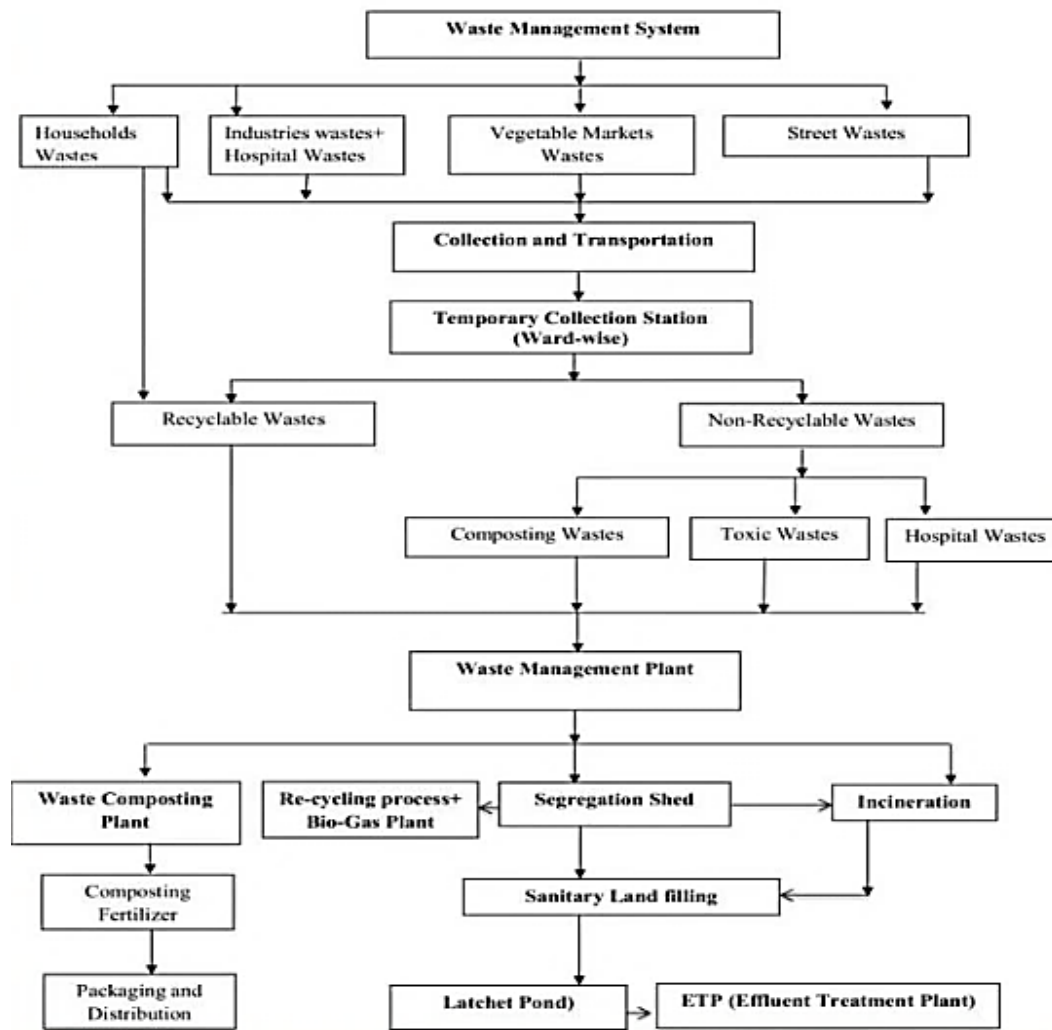 Waste Management System
Households
Wastes
Industries wastes+
Hospital Wastes
Vegetable Markets
Wastes
Street Wastes
Collection and Transportation
Temporary Collection Station
(Ward-wise)
Recyclable Wastes
Non-Recyclable Wastes
Composting Wastes
Toxic Wastes
Hospital Wastes
Waste Management Plant
Waste Composting
Plant
Re-cycling process+
Bio-Gas Plant
Segregation Shed
Incineration
Composting
Fertilizer
Sanitary Land filling
Packaging and
Distribution
Latchet Pond)
ETP (Effluent Treatment Plant)